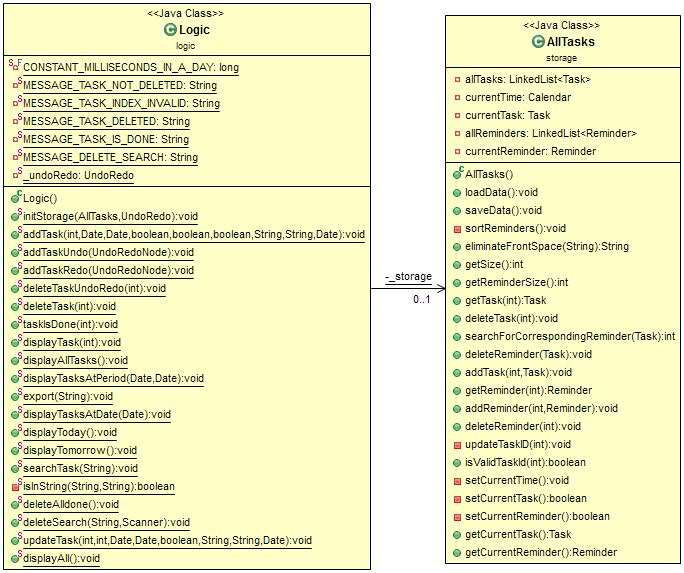 <<Java Class>>
Logic
logic
CONSTANT_MILLISECONDS_IN_A_DAY: long
MESSAGE_TASK_NOT_DELETED: String
MESSAGE_TASK_INDEX_INVALID: String
MESSAGE_TASK_DELETED: String
MESSAGE_TASK_IS_DONE: String
MESSAGE_DELETE_SEARCH: String
_undoRedo: UndoRedo
Logic()
initStorage(AllTasks,UndoRedo):void
addTask(int,Date,Date,boolean,boolean,boolean,String,String,Date):void
addTaskUndo(UndoRedoNode):void
addTaskRedo(UndoRedoNode):void
deleteTaskUndoRedo(int):void
deleteTask(int):void
taskIsDone(int):void
displayTask(int):void
displayAllTasks():void
displayTasksAtPeriod(Date,Date):void
export(String):void
displayTasksAtDate(Date):void
displayToday():void
displayTomorrow():void
searchTask(String):void
isInString(String,String):boolean
deleteAlldone():void
deleteSearch(String,Scanner):void
updateTask(int,int,Date,Date,boolean,String,String,Date):void
displayAll():void
-_storage
0..1
<<Java Class>>
AllTasks
storage
allTasks: LinkedList<Task>
currentTime: Calendar
currentTask: Task
allReminders: LinkedList<Reminder>
currentReminder: Reminder
AllTasks()
loadData():void
saveData():void
sortReminders():void
eliminateFrontSpace(String):String
getSize():int
getReminderSize():int
getTask(int):Task
deleteTask(int):void
searchForCorrespondingReminder(Task):int
deleteReminder(Task):void
addTask(int,Task):void
getReminder(int):Reminder
addReminder(int,Reminder):void
deleteReminder(int):void
updateTaskID(int):void
isValidTaskId(int):boolean
setCurrentTime():void
setCurrentTask():boolean
setCurrentReminder():boolean
getCurrentTask():Task
getCurrentReminder():Reminder